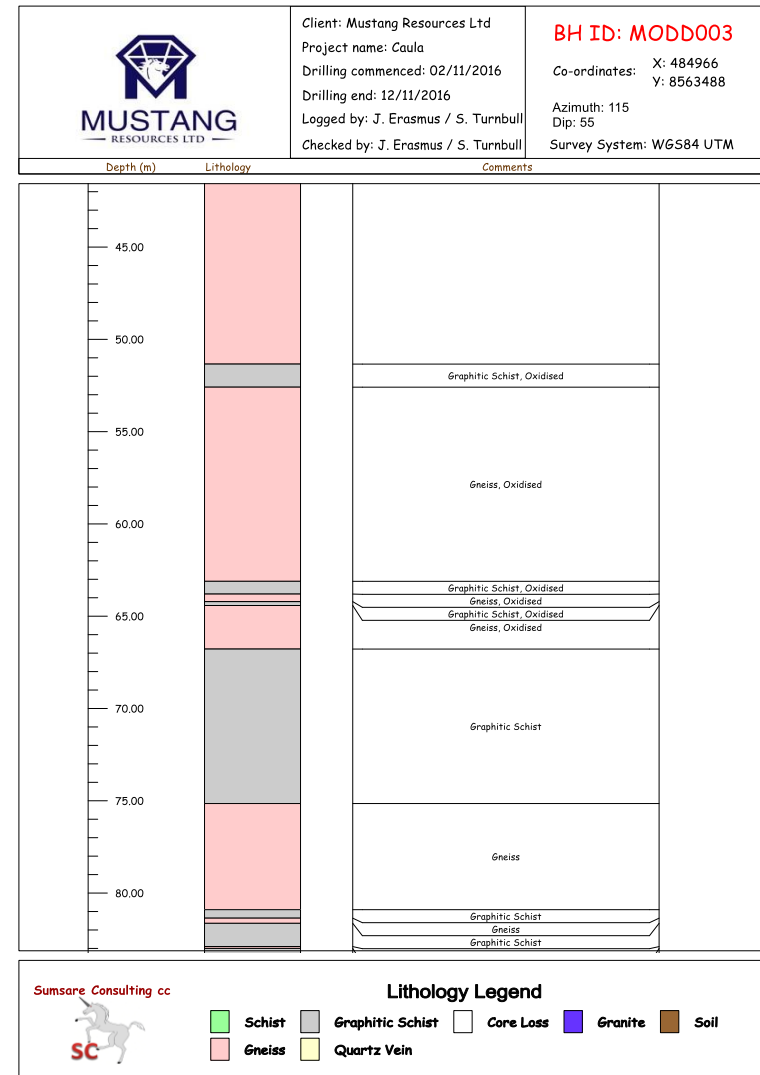 MUSTANG
RESOURCES LTD
Client: Mustang Resources Ltd
Project name: Caula
Drilling commenced: 02/11/2016
Drilling end: 12/11/2016
Logged by: J. Erasmus / S. Turnbull
Checked by: J. Erasmus / S. Turnbull
BH ID: MODD003
Co-ordinates:
X: 484966
Y: 8563488
Azimuth: 115
Dip: 55
Survey System: WGS84 UTM
Depth (m) Lithology Comments
45.00
50.00
Graphitic Schist, Oxidised
55.00
Gneiss, Oxidised
60.00
Graphitic Schist, Oxidised
Gneiss, Oxidised
Graphitic Schist, Oxidised
65.00
Gneiss, Oxidised
70.00
Graphitic Schist
75.00
Gneiss
80.00
Graphitic Schist
Gneiss
Graphitic Schist
Sumsare Consulting cc
SC
Lithology Legend
Schist Graphitic Schist Core Loss Granite Soil
Gneiss Quartz Vein